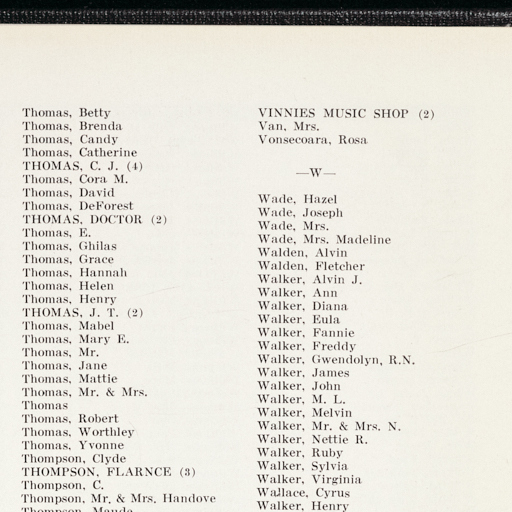 Thomas, Betty
Thomas, Brenda
Thomas, Candy
Thomas, Catherine
THOMAS, C. J. (4)
Thomas, Cora M.
Thomas, David
Thomas, DeForest
THOMAS, DOCTOR (2)
Thomas, E.
Thomas, Ghilas
Thomas, Grace
Thomas, Hannah
Thomas, Helen
Thomas, Henry
THOMAS, J. T. (2)
Thomas, Mabel
Thomas, Mary E.
Thomas, Mr.
Thomas, Jane
Thomas, Mattie
Thomas, Mr. & Mrs.
Thomas
Thomas, Robert
Thomas, Worthley
Thomas, Yvonne
Thompson, Clyde
THOMPSON, FLARNCE (3)
Thompson, C.
Thompson, Mr. & Mrs. Handove
Thompson, Maude
VINNIES MUSIC SHOP (2)
Van, Mrs.
Vonsecoara, Rosa
—W—
Wade, Hazel
Wade, Joseph
Wade, Mrs.
Wade, Mrs. Madeline
Walden, Alvin
Walden, Fletcher
Walker, Alvin J.
Walker, Ann
Walker, Diana
Walker, Eula
Walker, Fannie
Walker, Freddy
Walker, Gwendolyn, R.N.
Walker, James
Walker, John
Walker, M. L.
Walker, Melvin
Walker, Mr. & Mrs. N.
Walker, Nettie R.
Walker, Ruby
Walker, Sylvia
Walker, Virginia
Wallace, Cyrus
Walker, Henry